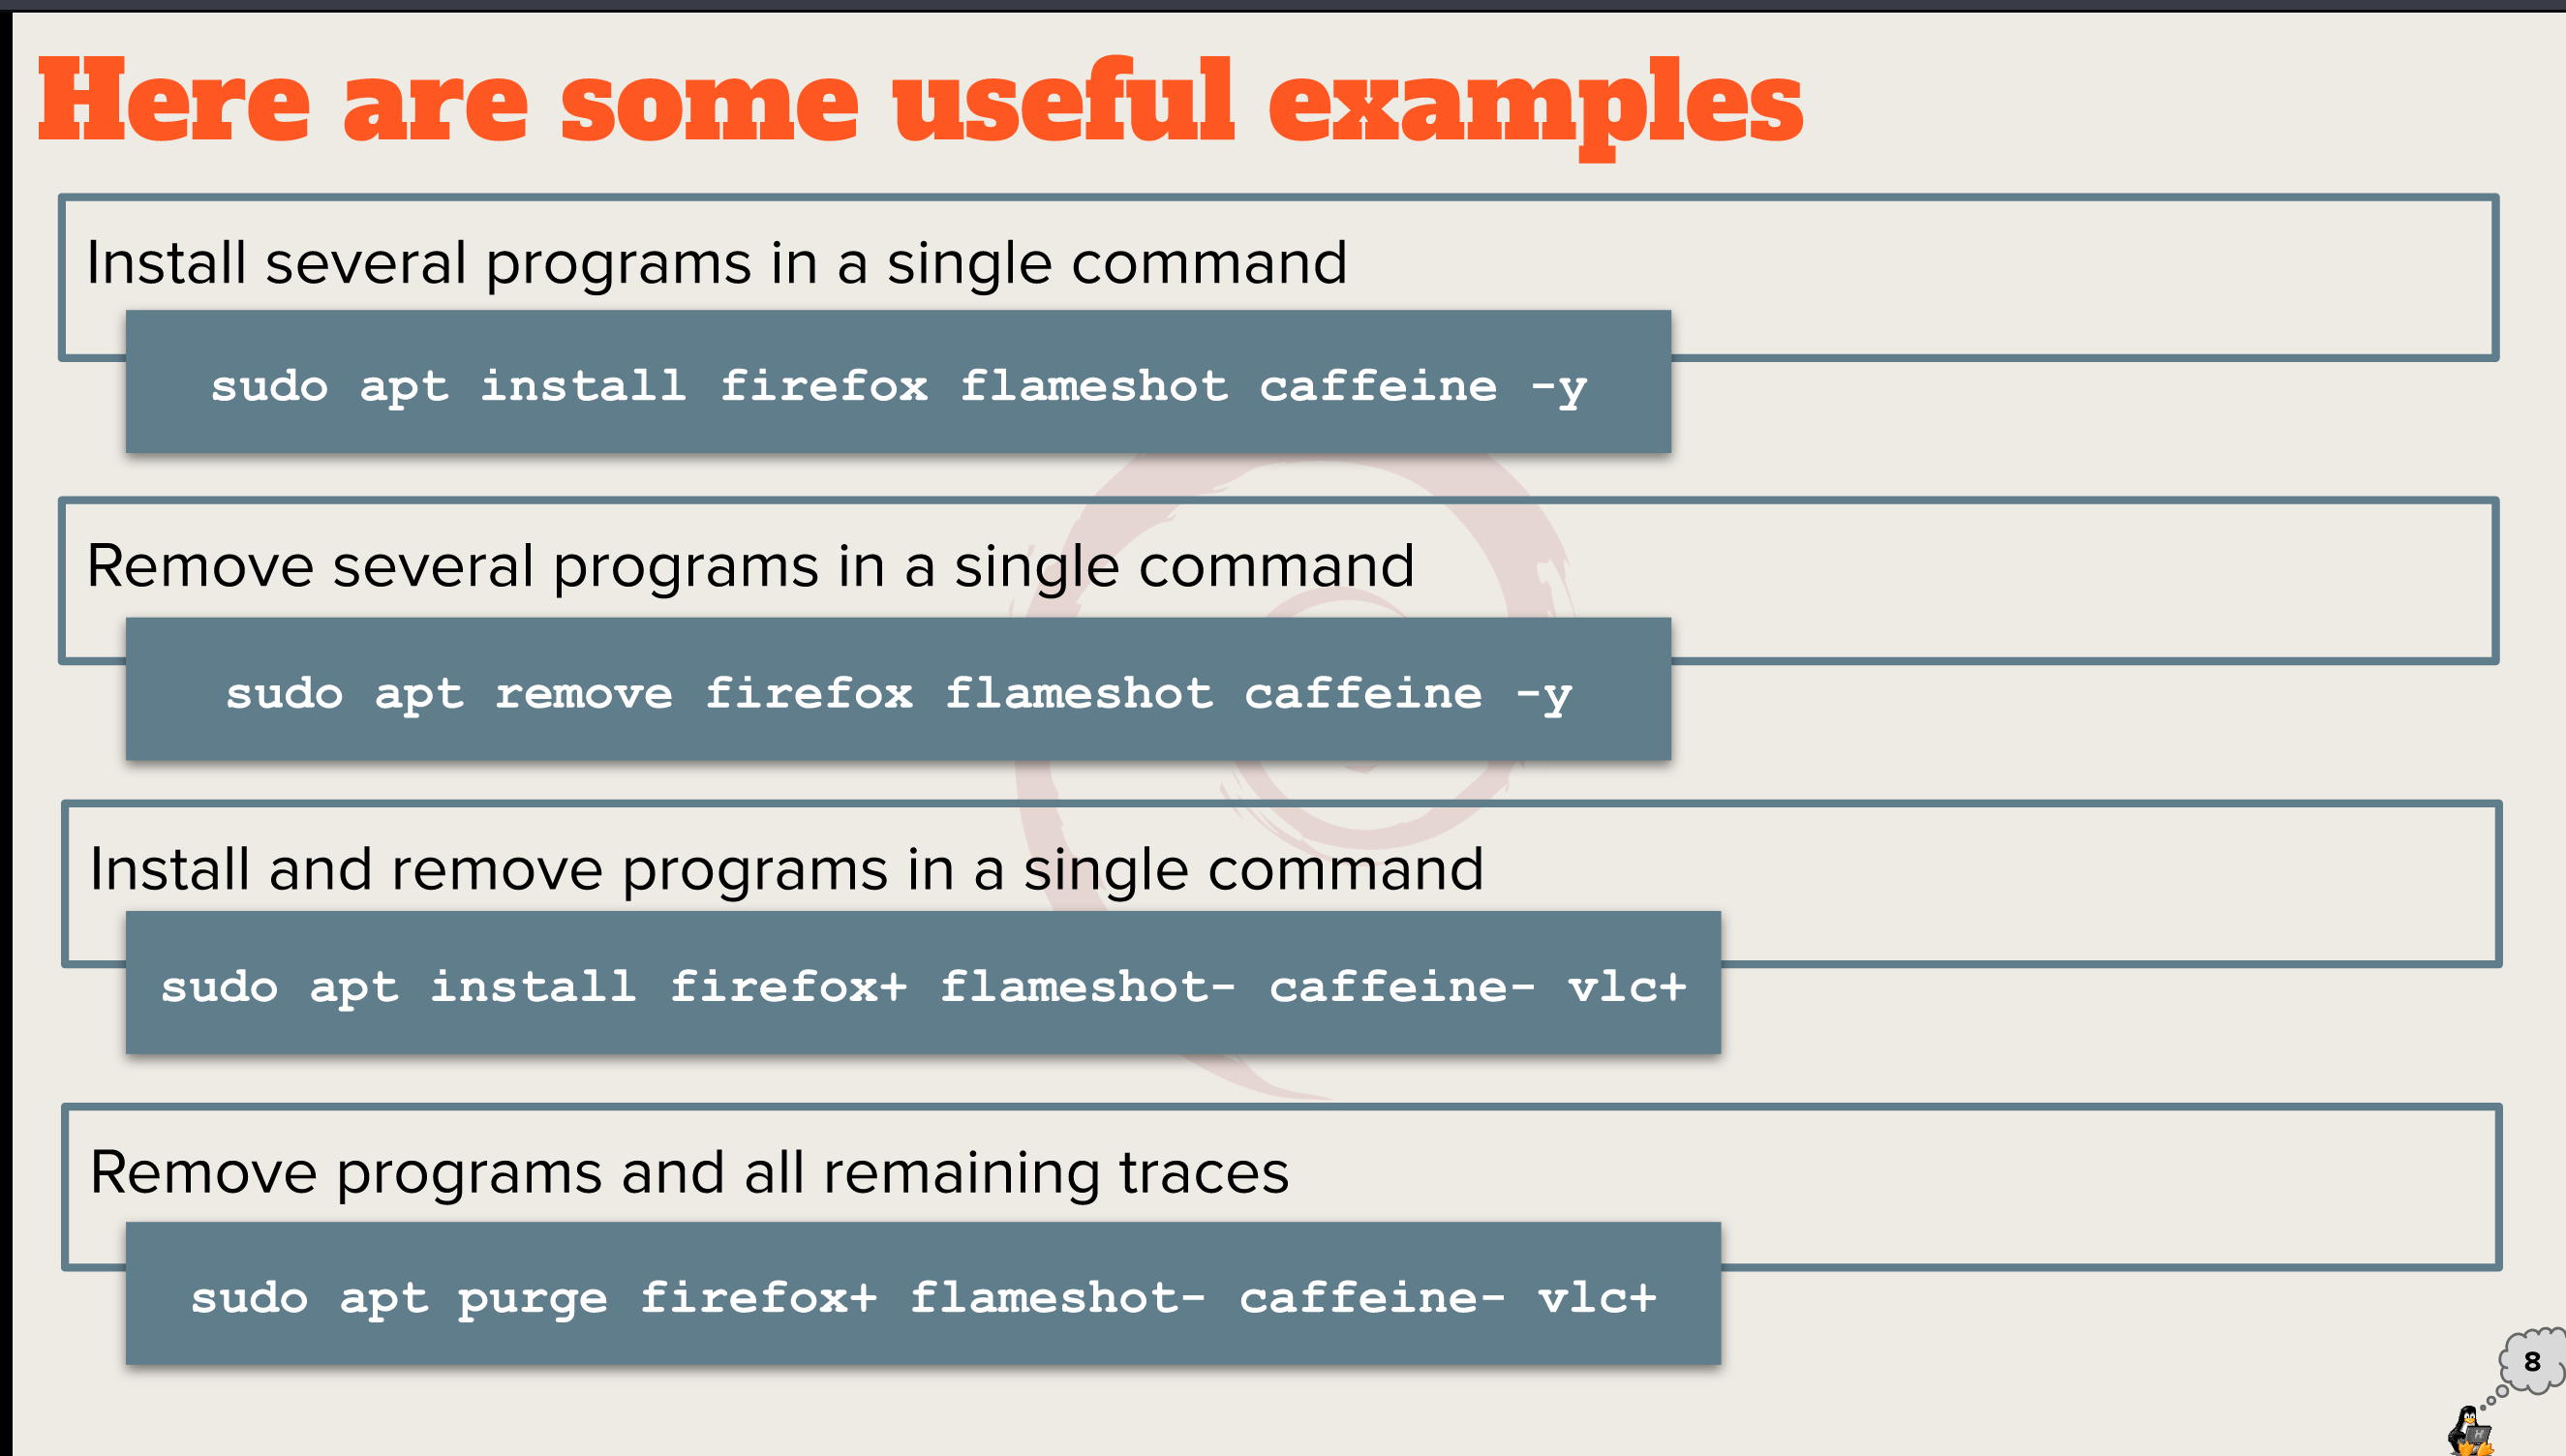 Here are some useful examples
Install several programs in a single command
sudo apt install firefox flameshot caffeine -y
Remove several programs in a single command
sudo apt remove firefox flameshot caffeine -y
Install and remove programs in a single command
sudo apt install firefox+ flameshot- caffeine- vlc+
Remove programs and all remaining traces
sudo apt purge firefox+ flameshot- caffeine- vlc+
8
H